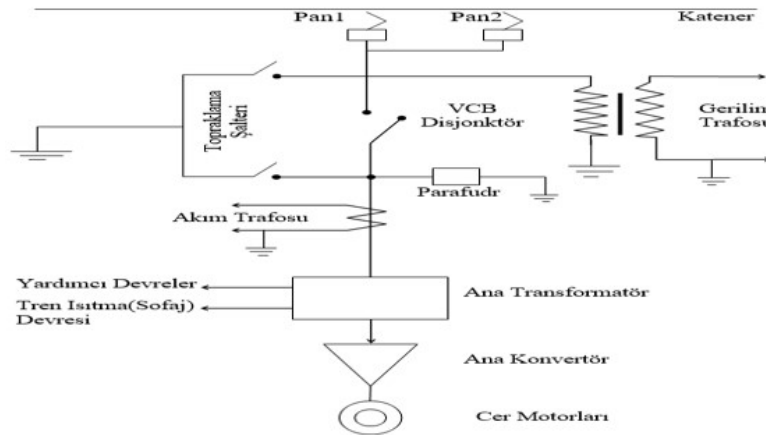 Pan1
Pan2
Katener
Topraklama
Şalteri
VCB
Disjonktör
Gerilim
Trafosu
Parafudr
Akım Trafosu
Yardımcı Devreler
Tren Isıtma(Sofaj)
Devresi
Ana Transformatör
Ana Konvertör
Cer Motorları